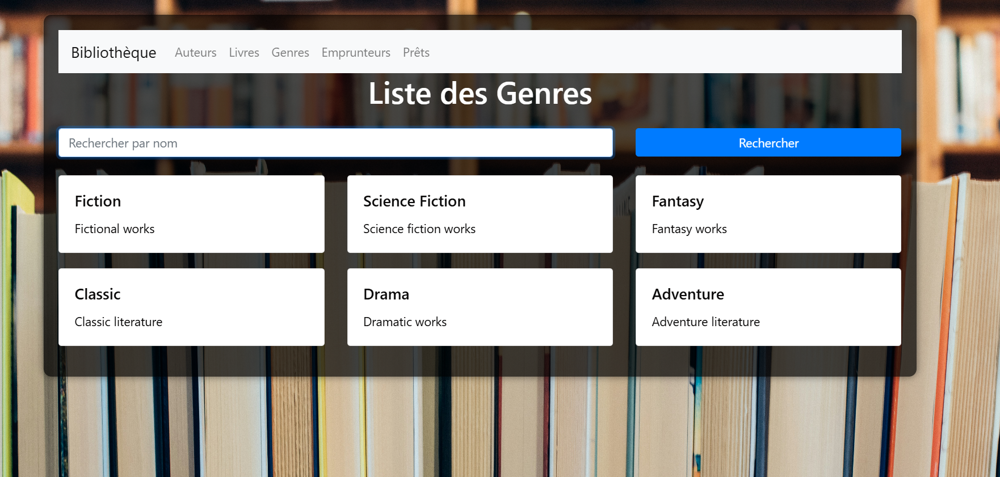 Bibliothèque Auteurs Livres Genres Emprunteurs Prêts
Liste des Genres
Rechercher par nom Rechercher
Fiction
Fictional works
Science Fiction
Science fiction works
Fantasy
Fantasy works
Classic
Classic literature
Drama
Dramatic works
Adventure
Adventure literature